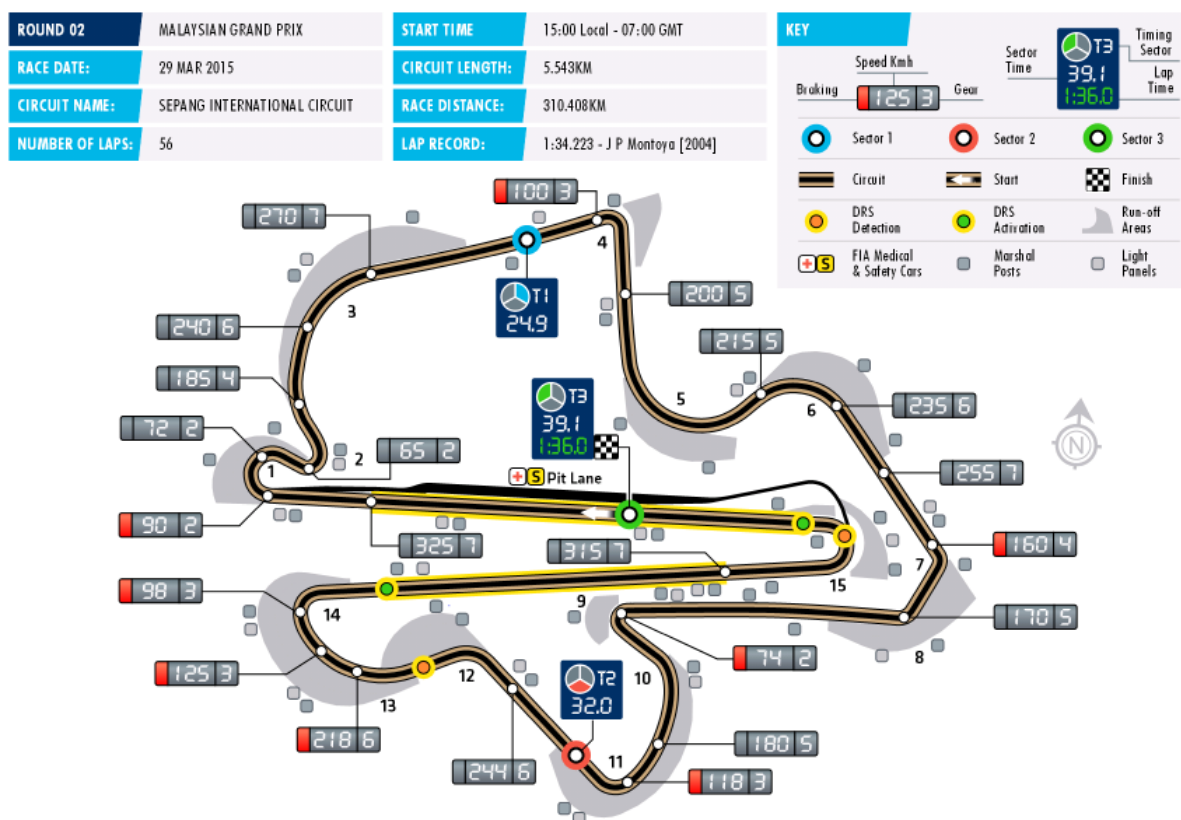 ROUND 02
MALAYSIAN GRAND PRIX
RACE DATE:
29 MAR 2015
CIRCUIT NAME:
SEPANG INTERNATIONAL CIRCUIT
NUMBER OF LAPS:
56
START TIME
15:00 Local - 07:00 GMT
CIRCUIT LENGTH:
5.543KM
RACE DISTANCE:
310.408KM
LAP RECORD:
1:34.223 - J P Montoya [2004]
KEY
Speed Kmh
Braking
125 3
Gear
Sector
Time
T3
39.1
1:36.0
Timing
Sector
Lap
Time
Sector 1
Sector 2
Sector 3
Circuit
Start
Finish
DRS
Detection
DRS
Activation
Run-off
Areas
+ S
FIA Medical
& Safety Cars
Marshal
Posts
Light
Panels
100 3
270 7
4
T1
24.9
200 5
3
240 6
215 5
185 4
T3
39.1
1:36.0
5
6
235 6
72 2
65 2
2
1
255 7
+ S Pit Lane
N
90 2
325 7
315 7
160 4
7
98 3
15
14
9
170 5
8
125 3
12
74 2
10
T2
32.0
13
218 6
180 5
244 6
11
118 3